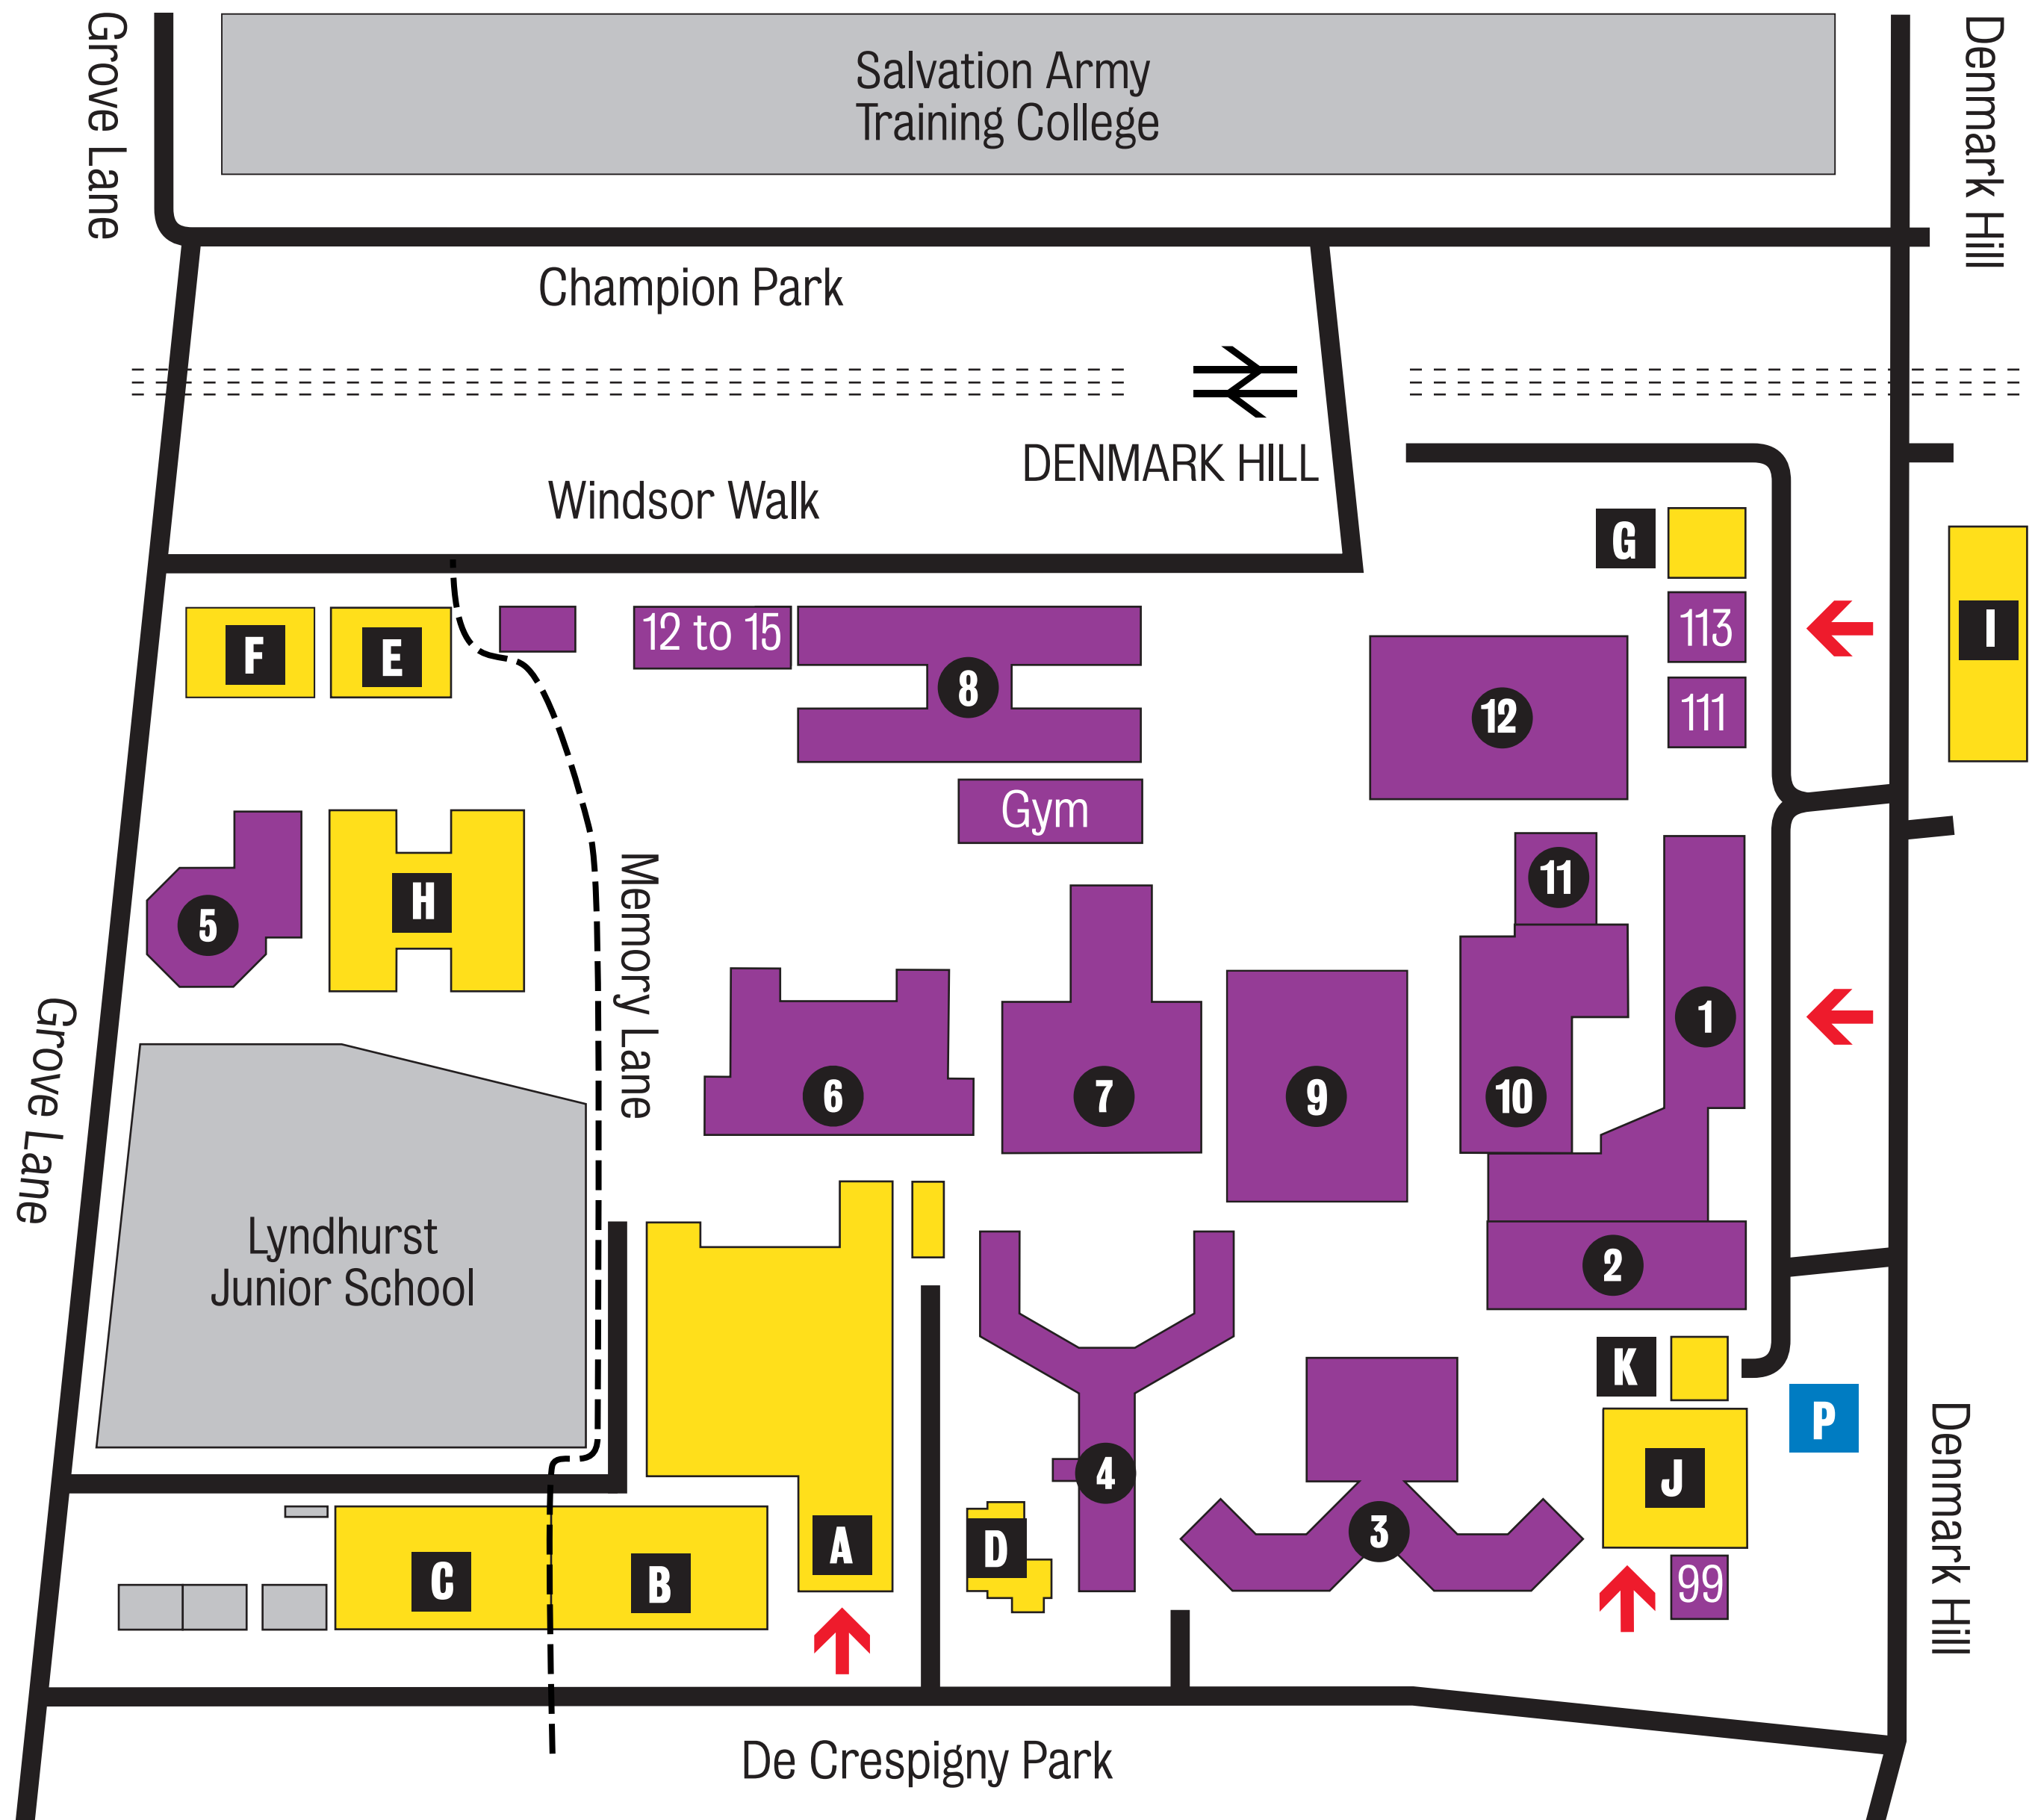 Grove Lane
Salvation Army
Training College
Denmark Hill
Champion Park
DENMARK HILL
Windsor Walk
G
113
I
12 to 15
F
E
8
12
111
Gym
11
H
5
Memory Lane
1
Grove Lane
6
7
9
10
Lyndhurst
Junior School
2
K
P
Denmark Hill
4
J
3
A
D
C
B
99
De Crespigny Park